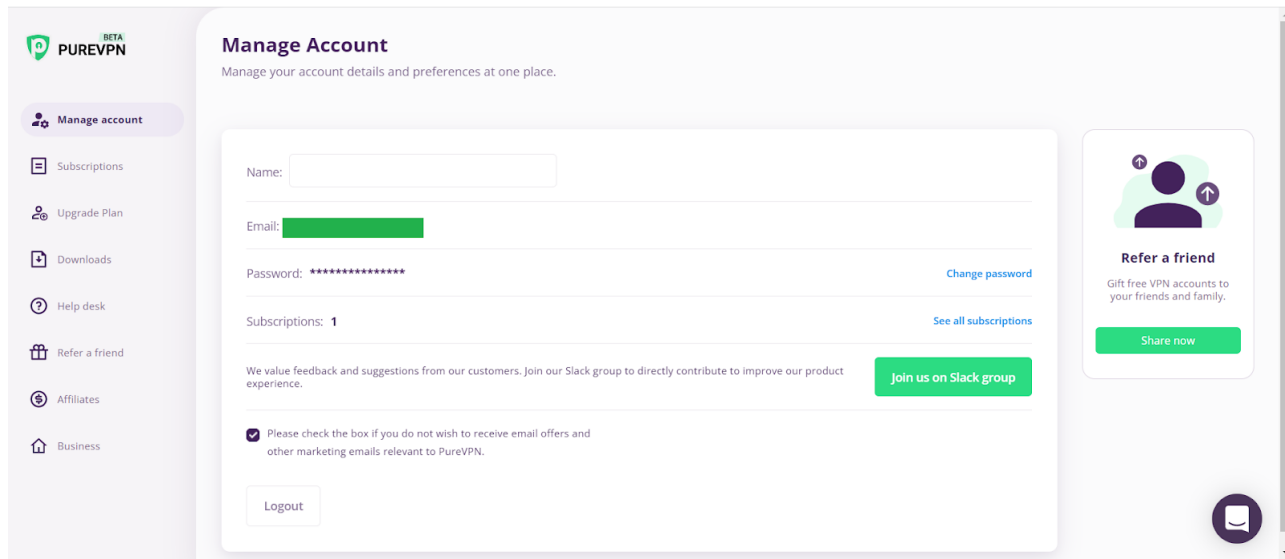 BETA
PUREVPN
Manage account
Subscriptions
Upgrade Plan
Downloads
Help desk
Refer a friend
Affiliates
Business
Manage Account
Manage your account details and preferences at one place.
Name:
Email:
Password: ***************
Change password
Subscriptions: 1
See all subscriptions
We value feedback and suggestions from our customers. Join our Slack group to directly contribute to improve our product
experience.
Join us on Slack group
Please check the box if you do not wish to receive email offers and
other marketing emails relevant to PureVPN.
Logout
Refer a friend
Gift free VPN accounts to
your friends and family.
Share now